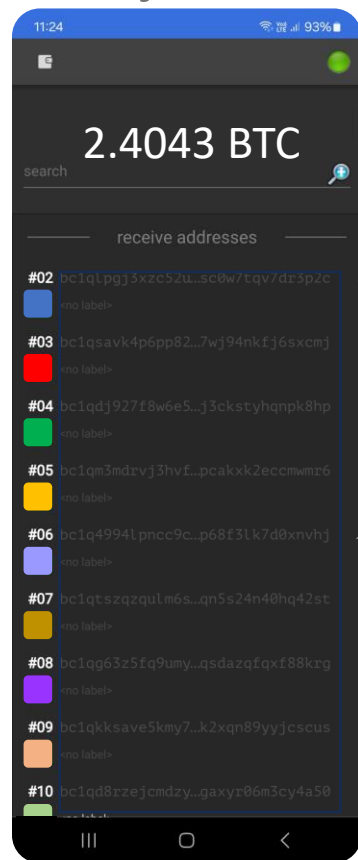 11:24
93%
2.4043 BTC
search
receive addresses
#02 bc1qlpgj3xzc52u…sc0w7tqv7dr3p2c
<no label>
#03 bc1qsavk4p6pp82…7wj94nkfj6sxcmj
<no label>
#04 bc1qdj927f8w6e5…j3ckstyhqnpk8hp
<no label>
#05 bc1qm3mdrvj3hvf…pcakxk2eccmwmr6
<no label>
#06 bc1q4994lpncc9c…p68f3lk7d0xnvhj
<no label>
#07 bc1qtszqzqulm6s…qn5s24n40hq42st
<no label>
#08 bc1qg63z5fq9umy…qsdazqfqxf88krg
<no label>
#09 bc1qkksave5kmy7…k2xqn89yyjcscus
<no label>
#10 bc1qd8rzejcmdzy…gaxyr06m3cy4a50